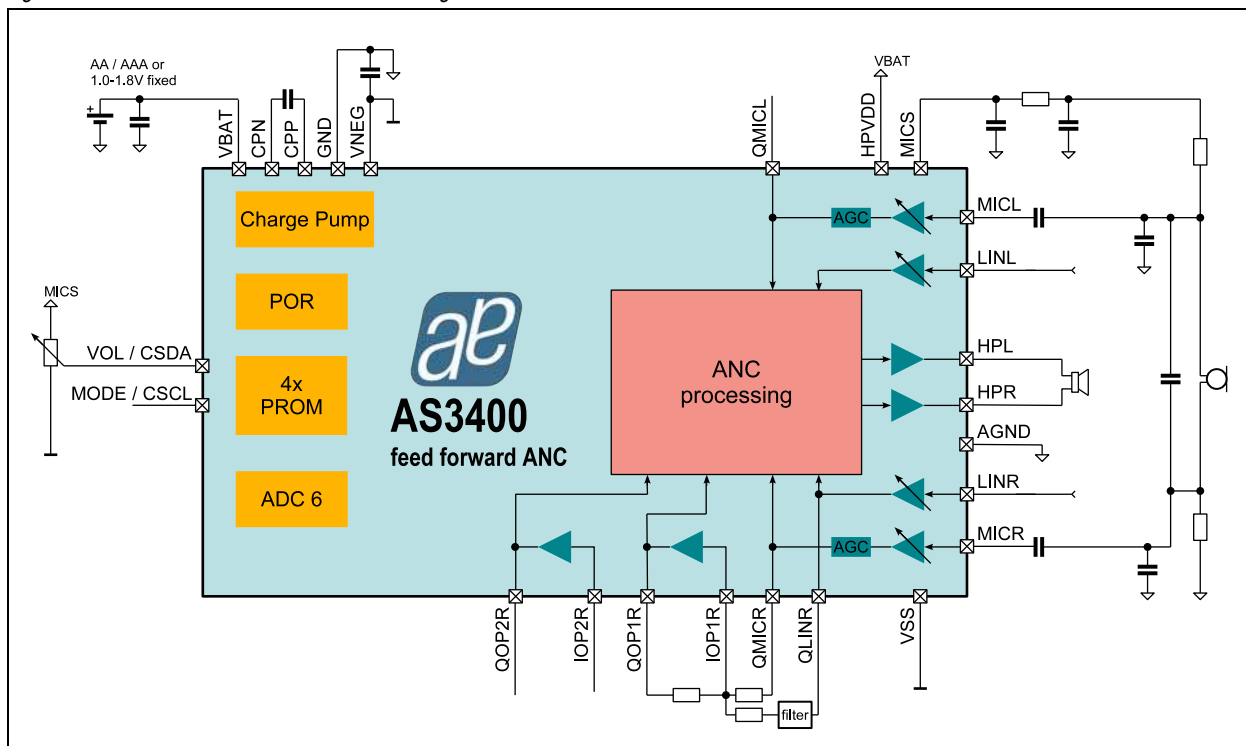 AA / AAA or
1.0-1.8V fixed
VBAT
CPN
CPP
GND
VNEG
QMICL
VBAT
HPVDD
MICS
Charge Pump
POR
4x
PROM
ADC 6
MICS
VOL / CSDA
MODE / CSCL
ae
AS3400
feed forward ANC
ANC
processing
AGC
AGC
MICL
LINL
HPL
HPR
AGND
LINR
MICR
QOP2R
IOP2R
QOP1R
IOP1R
QMICR
QLINR
VSS
filter